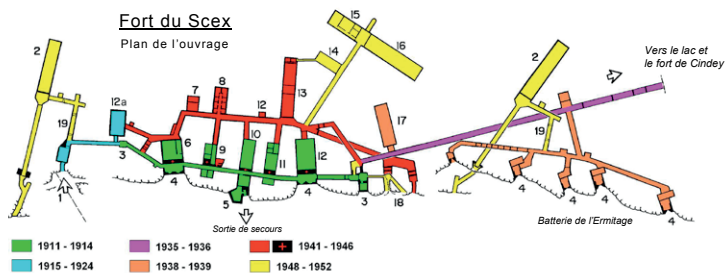 Fort du Scex
Plan de l'ouvrage
Vers le lac et
le fort de Cindey
2
15
16
14
2
8
13
7
12
12a
19
17
10
19
6
9
11
12
3
4
4
4
4
3
1
5
18
4
4
Sortie de secours
Batterie de l'Ermitage
1911 - 1914
1935 - 1936
1941 - 1946
1915 - 1924
1938 - 1939
1948 - 1952